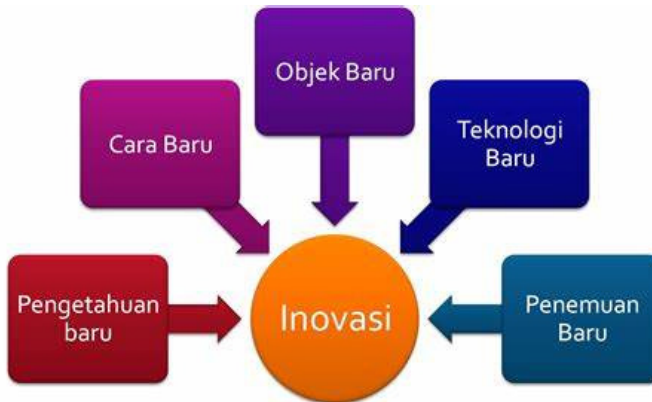 Objek Baru
Cara Baru
Teknologi
Baru
Pengetahuan
baru
Inovasi
Penemuan
Baru